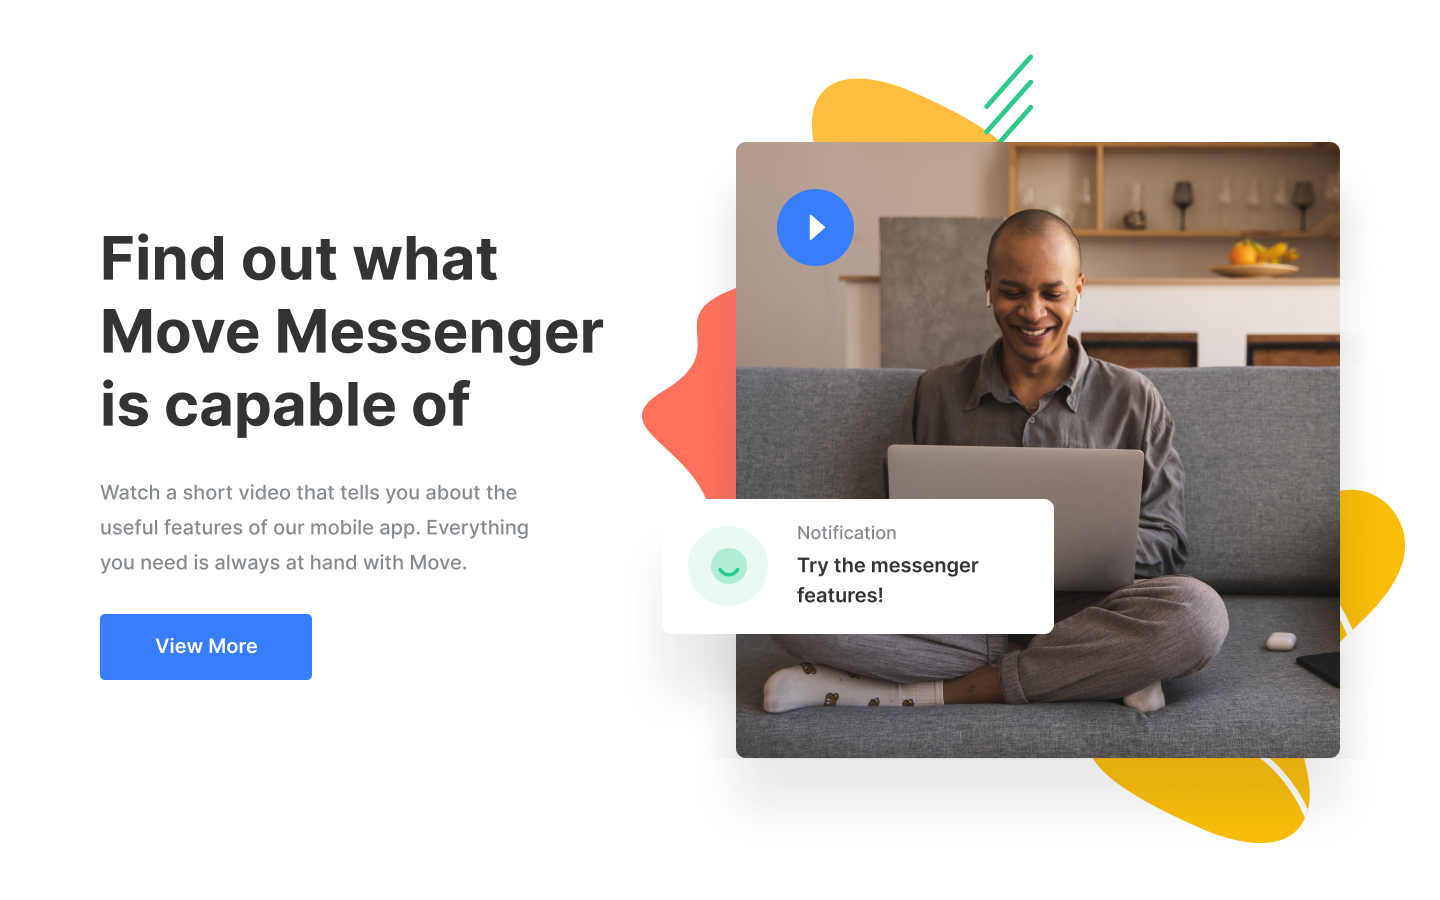 Find out what
Move Messenger
is capable of
Watch a short video that tells you about the
useful features of our mobile app. Everything
you need is always at hand with Move.
View More
Notification
Try the messenger
features!